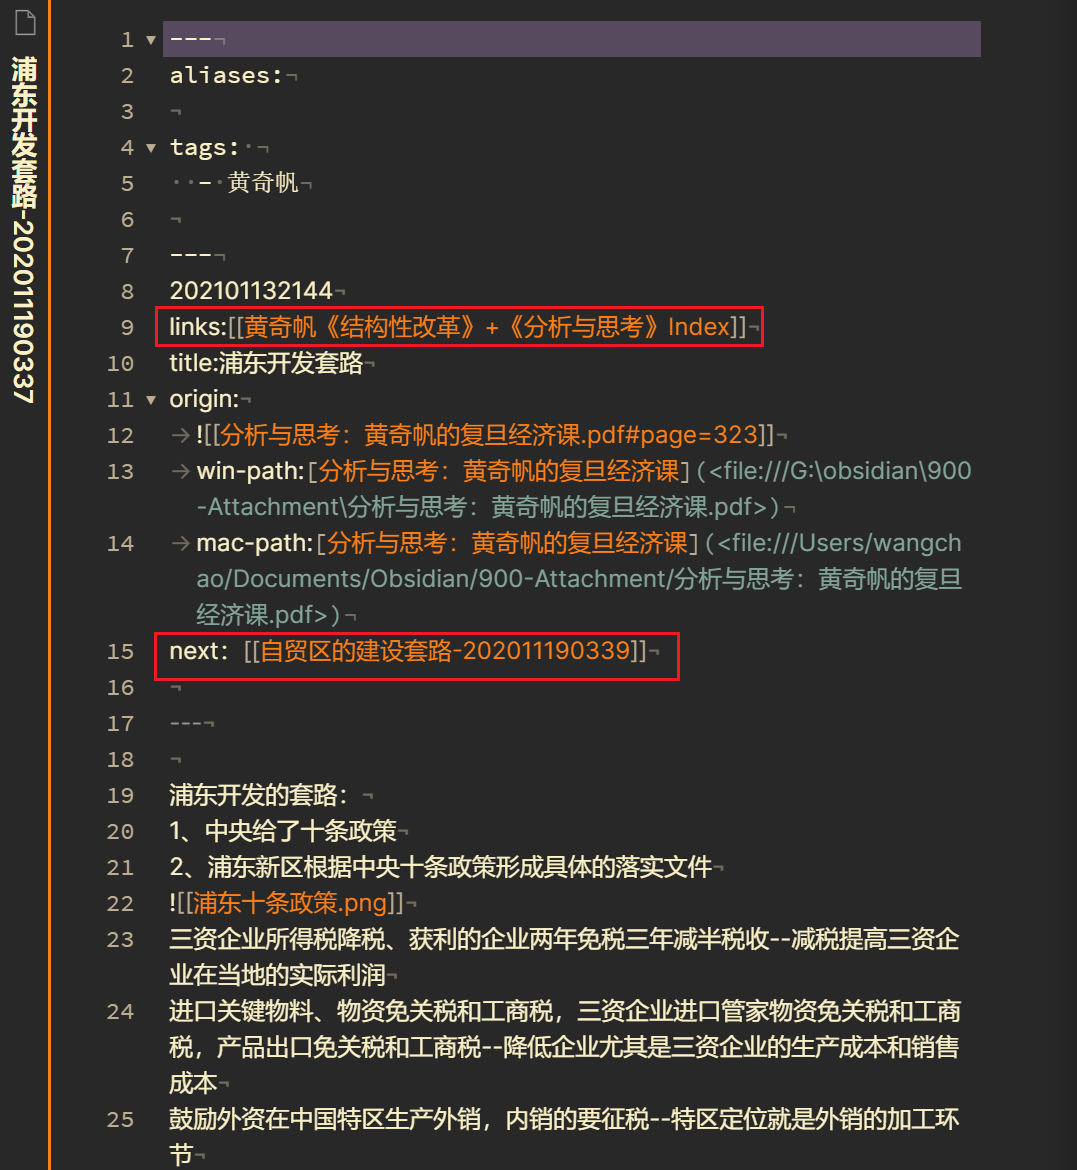 浦东开发套路-202011190337
1 ---
2 aliases:
3
4 tags:
5 - 黄奇帆
6
7 ---
8 202101132144
9 links:[[黄奇帆《结构性改革》+《分析与思考》Index]]
10 title:浦东开发套路
11 origin:
12 ![[分析与思考：黄奇帆的复旦经济课.pdf#page=323]]
13 win-path:[分析与思考：黄奇帆的复旦经济课](<file:///G:\obsidian\900
-Attachment\分析与思考：黄奇帆的复旦经济课.pdf>)
14 mac-path:[分析与思考：黄奇帆的复旦经济课](<file:///Users/wangch
ao/Documents/Obsidian/900-Attachment/分析与思考：黄奇帆的复旦
经济课.pdf>)
15 next：[[自贸区的建设套路-202011190339]]
16
17 ---
18
19 浦东开发的套路：
20 1、中央给了十条政策
21 2、浦东新区根据中央十条政策形成具体的落实文件
22 ![[浦东十条政策.png]]
23 三资企业所得税降税、获利的企业两年免税三年减半税收--减税提高三资企
业在当地的实际利润
24 进口关键物料、物资免关税和工商税，三资企业进口管家物资免关税和工商
税，产品出口免关税和工商税--降低企业尤其是三资企业的生产成本和销售
成本
25 鼓励外资在中国特区生产外销，内销的要征税--特区定位就是外销的加工环
节